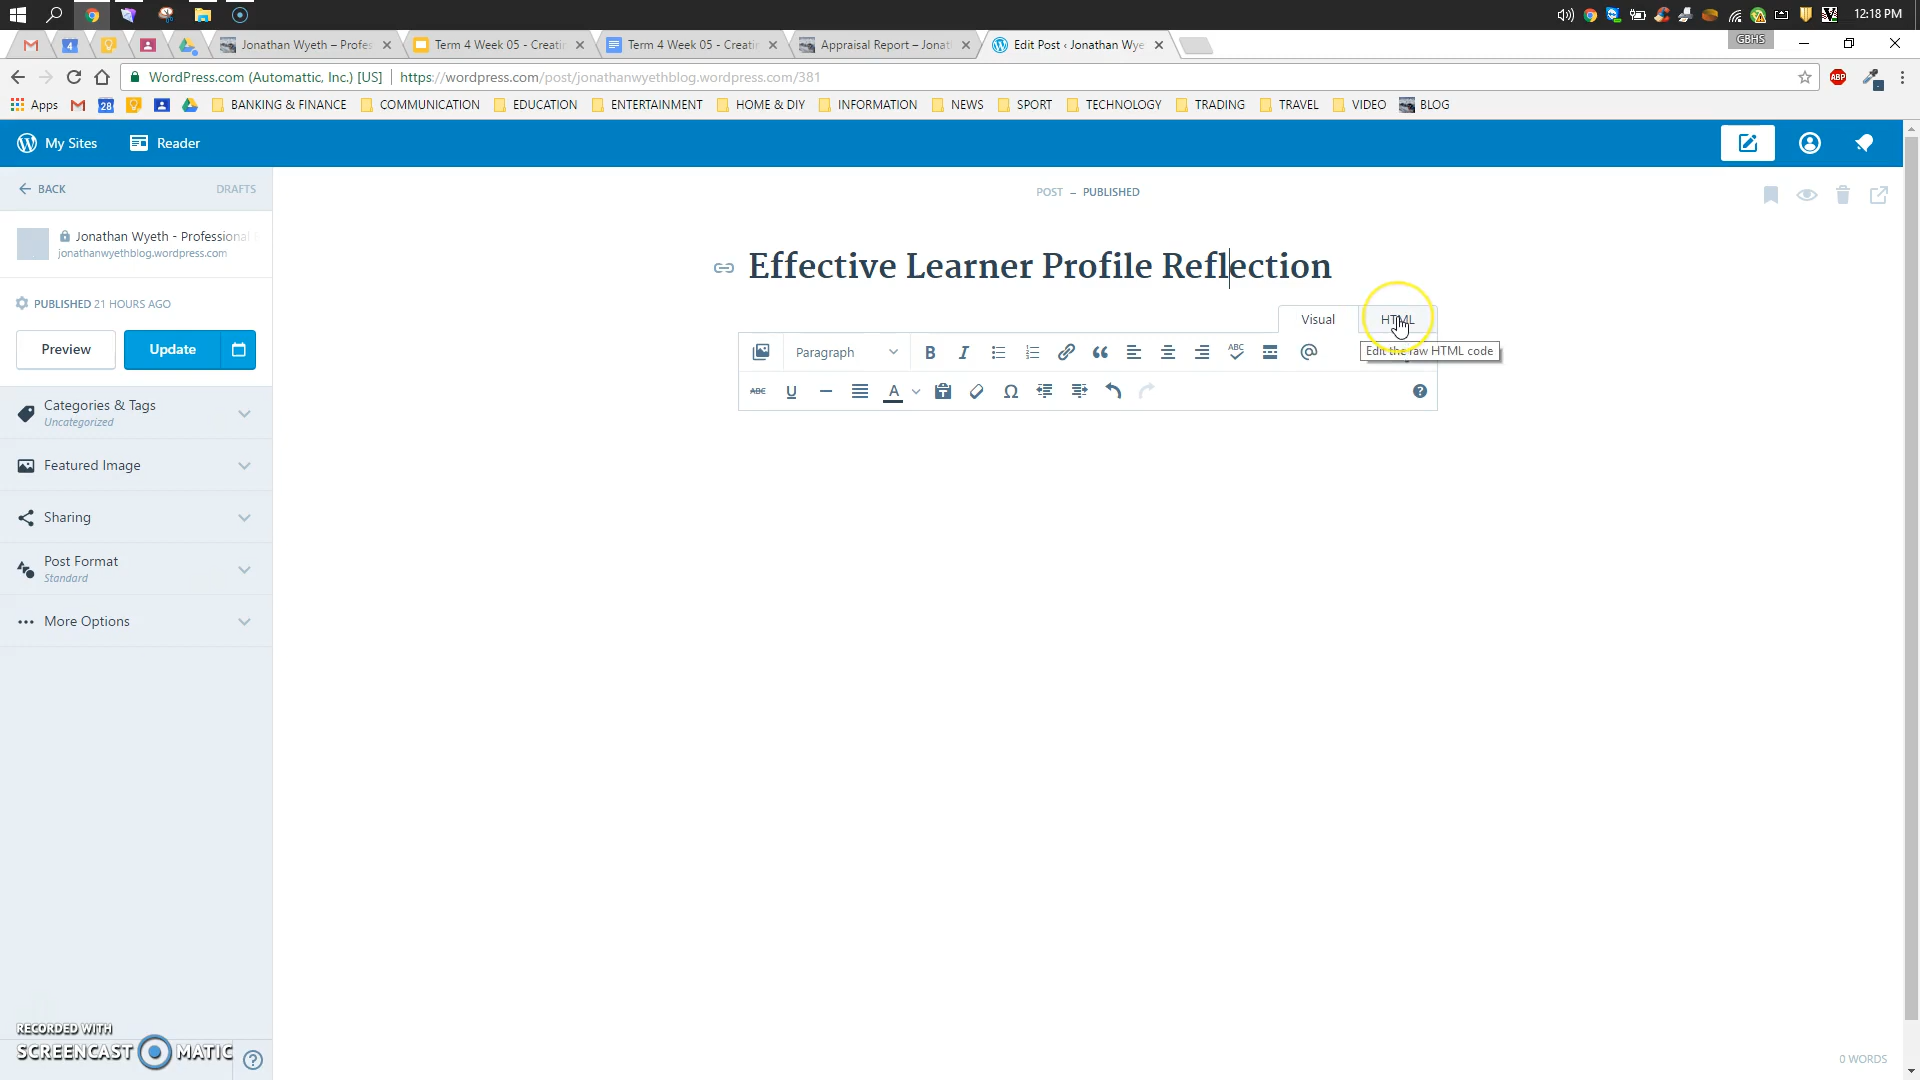 12:18 PM
GBHS
Jonathan Wyeth – Profes
Term 4 Week 05 - Creatin
Term 4 Week 05 - Creatin
Appraisal Report – Jonat
Edit Post ‹ Jonathan Wye
WordPress.com (Automattic, Inc.) [US] https://wordpress.com/post/jonathanwyethblog.wordpress.com/381
ABP
Apps 28 BANKING & FINANCE COMMUNICATION EDUCATION ENTERTAINMENT HOME & DIY INFORMATION NEWS SPORT TECHNOLOGY TRADING TRAVEL VIDEO BLOG
My Sites Reader
BACK DRAFTS
POST – PUBLISHED
Jonathan Wyeth - Professional
jonathanwyethblog.wordpress.com
Effective Learner Profile Reflection
PUBLISHED 21 HOURS AGO
Visual HTML
Preview Update
Paragraph B I ABC
Edit the raw HTML code
ABC U A Ω
Categories & Tags
Uncategorized
Featured Image
Sharing
Post Format
Standard
More Options
RECORDED WITH
SCREENCAST MATIC
0 WORDS